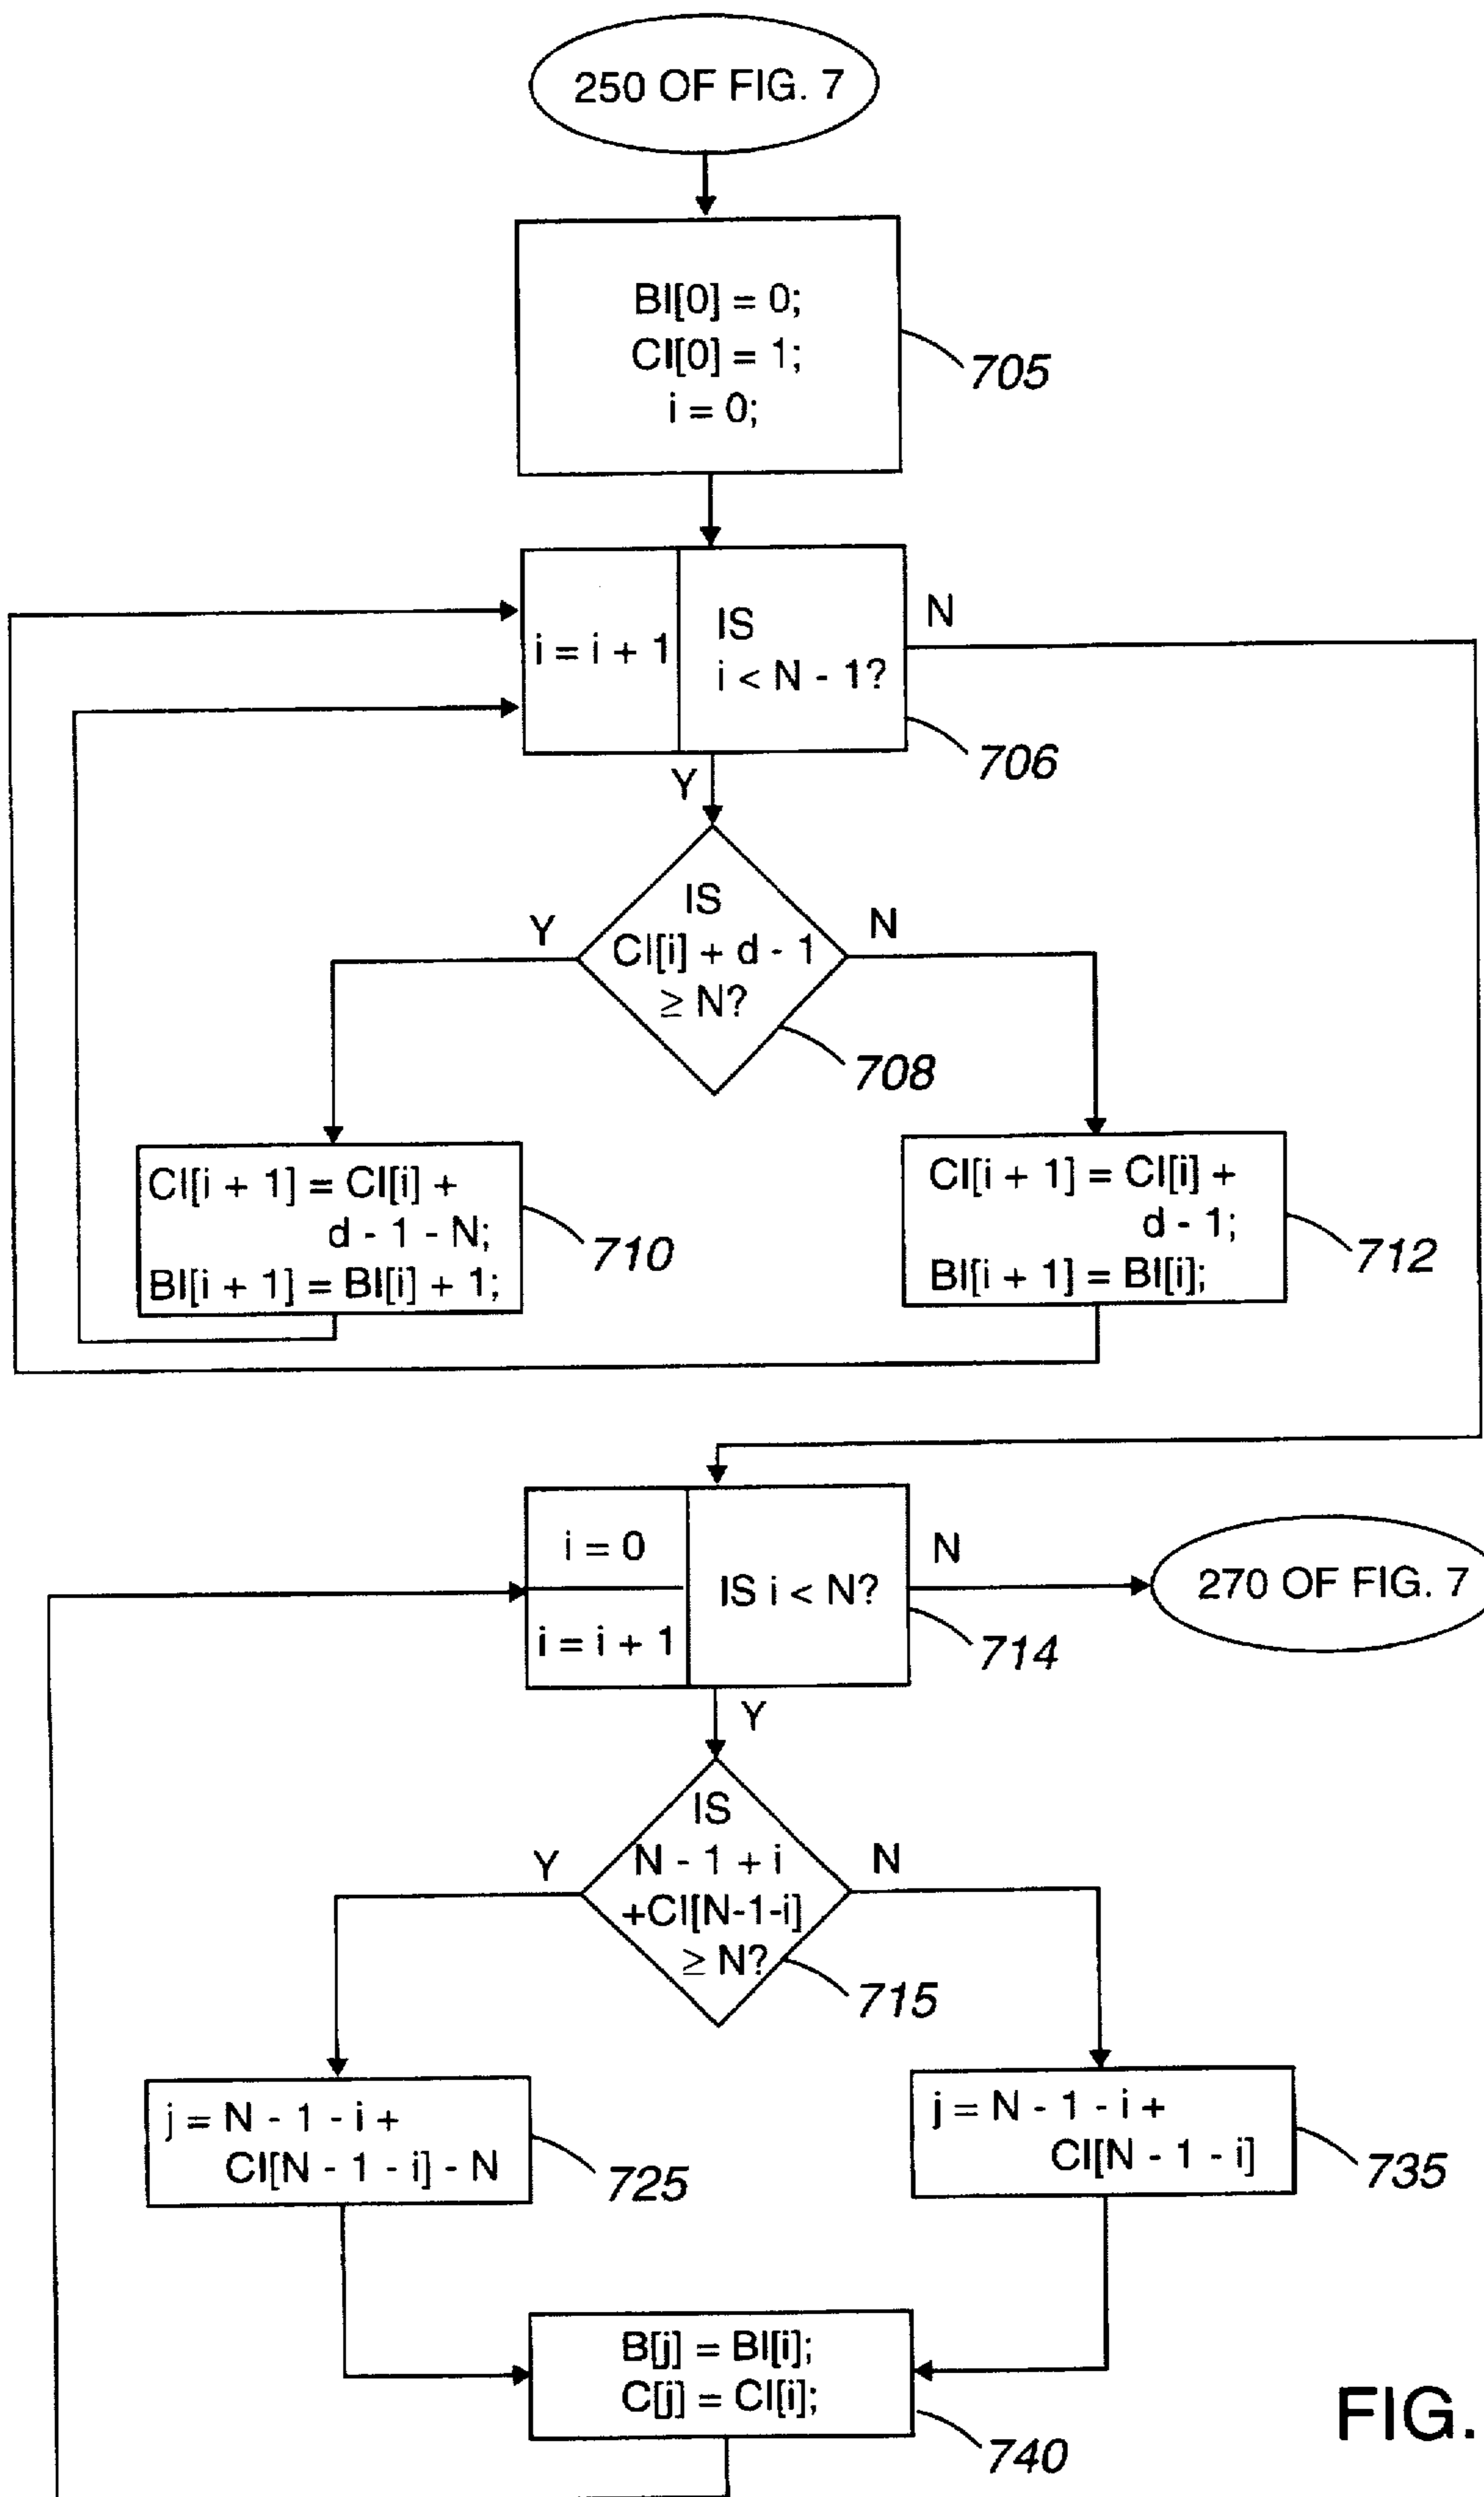 250 OF FIG. 7
BI[0] = 0;
CI[0] = 1;
i = 0;
705
i = i + 1
IS
i < N - 1?
N
706
Y
IS
CI[i] + d - 1
≥ N?
Y
N
708
CI[i + 1] = CI[i] +
d - 1 - N;
BI[i + 1] = BI[i] + 1;
710
CI[i + 1] = CI[i] +
d - 1;
BI[i + 1] = BI[i];
712
i = 0
i = i + 1
IS i < N?
N
270 OF FIG. 7
714
Y
IS
N - 1 + i
+CI[N-1-i]
≥ N?
Y
N
715
j = N - 1 - i +
CI[N - 1 - i] - N
725
j = N - 1 - i +
CI[N - 1 - i]
735
B[j] = BI[i];
C[j] = CI[i];
740
FIG.